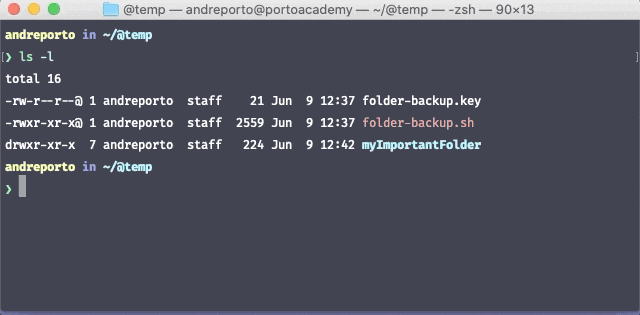 @temp — andreporto@portoacademy — ~/@temp — -zsh — 90×13
andreporto in ~/@temp
[❯ ls -l ]
total 16
-rw-r--r--@ 1 andreporto  staff    21 Jun  9 12:37 folder-backup.key
-rwxr-xr-x@ 1 andreporto  staff  2559 Jun  9 12:37 folder-backup.sh
drwxr-xr-x  7 andreporto  staff   224 Jun  9 12:42 myImportantFolder
andreporto in ~/@temp
❯